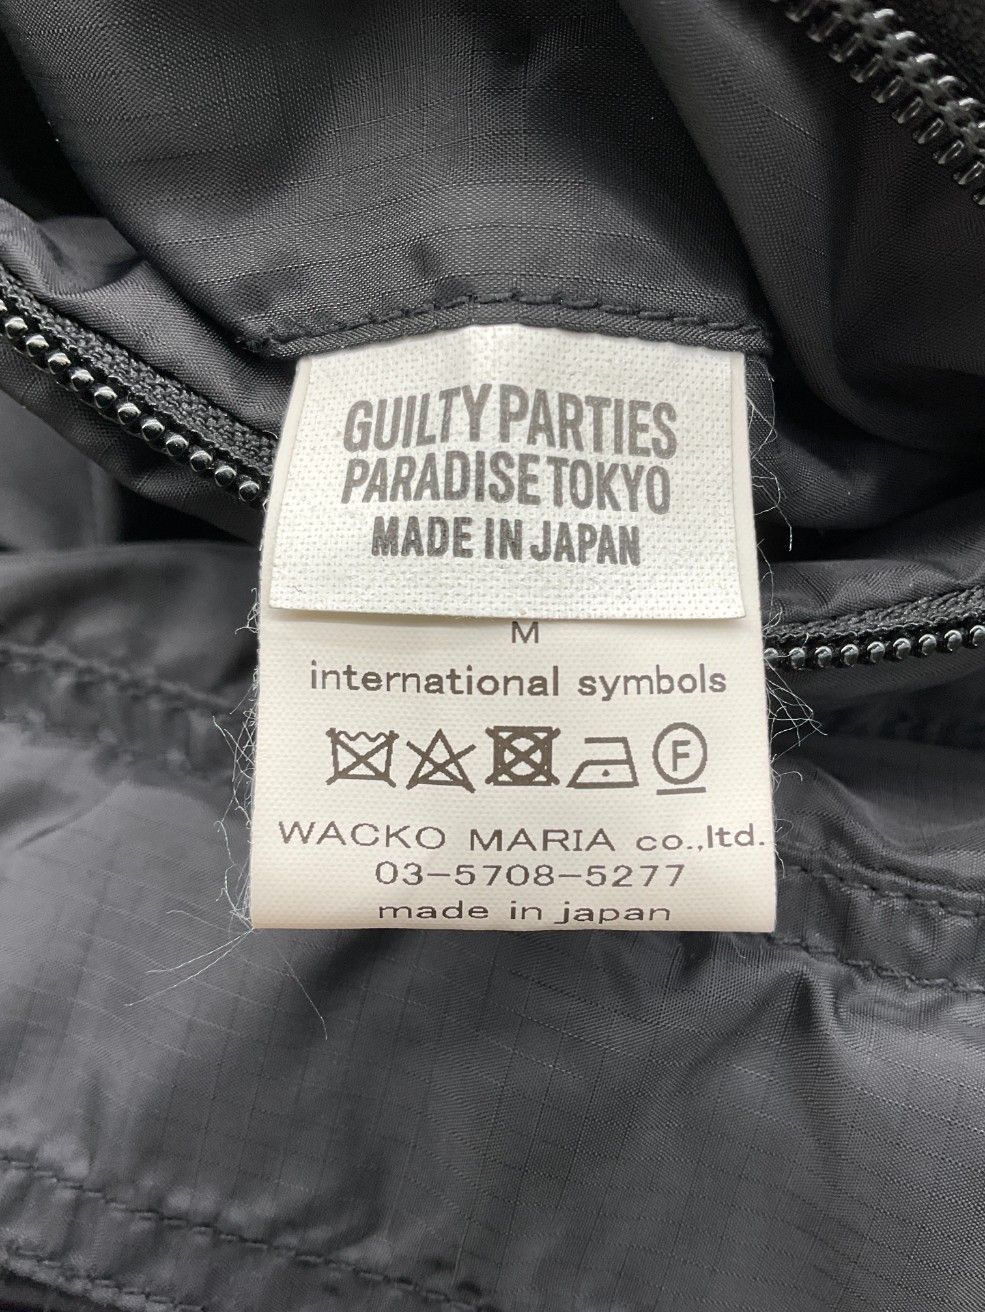 GUILTY PARTIES
PARADISE TOKYO
MADE IN JAPAN
M
international symbols
F
WACKO MARIA co.,ltd.
03-5708-5277
made in japan